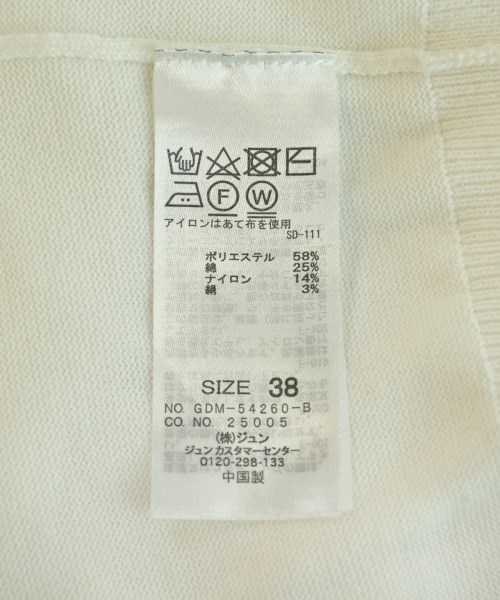 F
W
アイロンはあて布を使用
SD-111
ポリエステル 58%
綿 25%
ナイロン 14%
絹 3%
SIZE 38
NO. GDM-54260-B
CO. NO. 25005
(株)ジュン
ジュンカスタマーセンター
0120-298-133
中国製